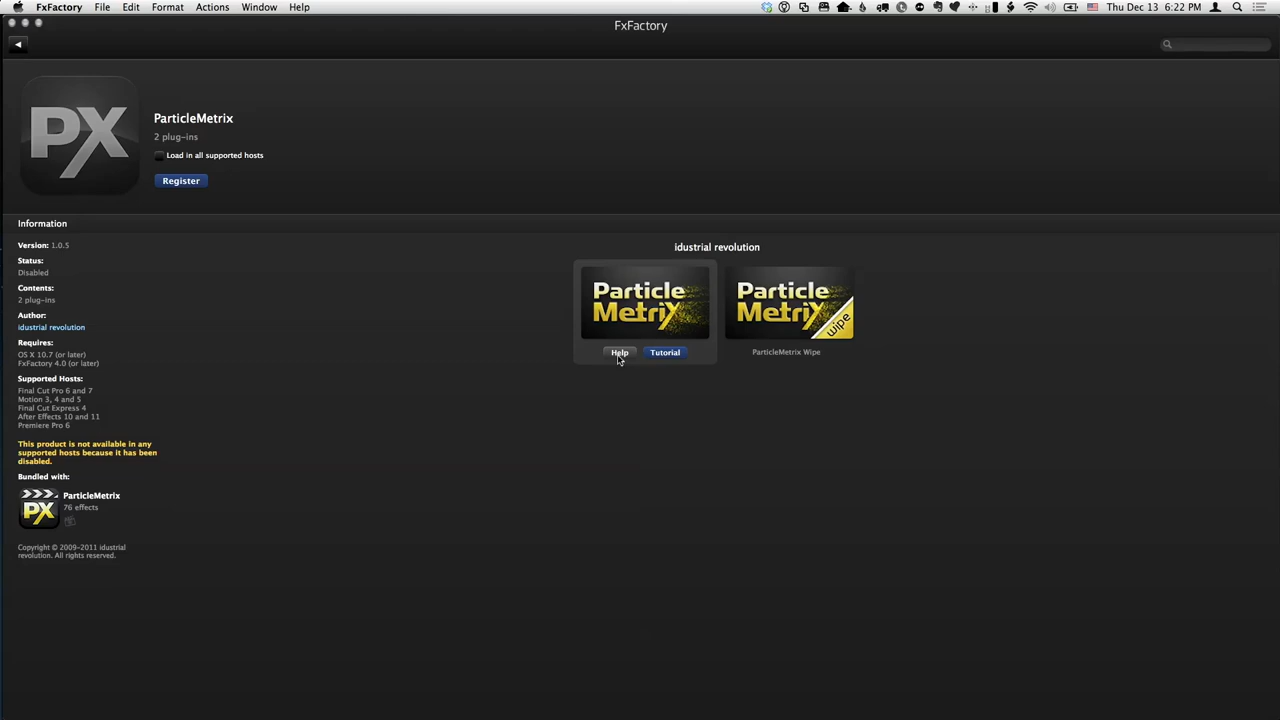 FxFactory File Edit Format Actions Window Help
Thu Dec 13 6:22 PM
FxFactory
PX
ParticleMetrix
2 plug-ins
Load in all supported hosts
Register
Information
Version: 1.0.5
Status:
Disabled
Contents:
2 plug-ins
Author:
idustrial revolution
Requires:
OS X 10.7 (or later)
FxFactory 4.0 (or later)
Supported Hosts:
Final Cut Pro 6 and 7
Motion 3, 4 and 5
Final Cut Express 4
After Effects 10 and 11
Premiere Pro 6
This product is not available in any
supported hosts because it has been
disabled.
Bundled with:
PX
ParticleMetrix
76 effects
Copyright © 2009-2011 idustrial
revolution. All rights reserved.
idustrial revolution
Particle
MetriX
Help Tutorial
Particle
MetriX
wipe
ParticleMetrix Wipe